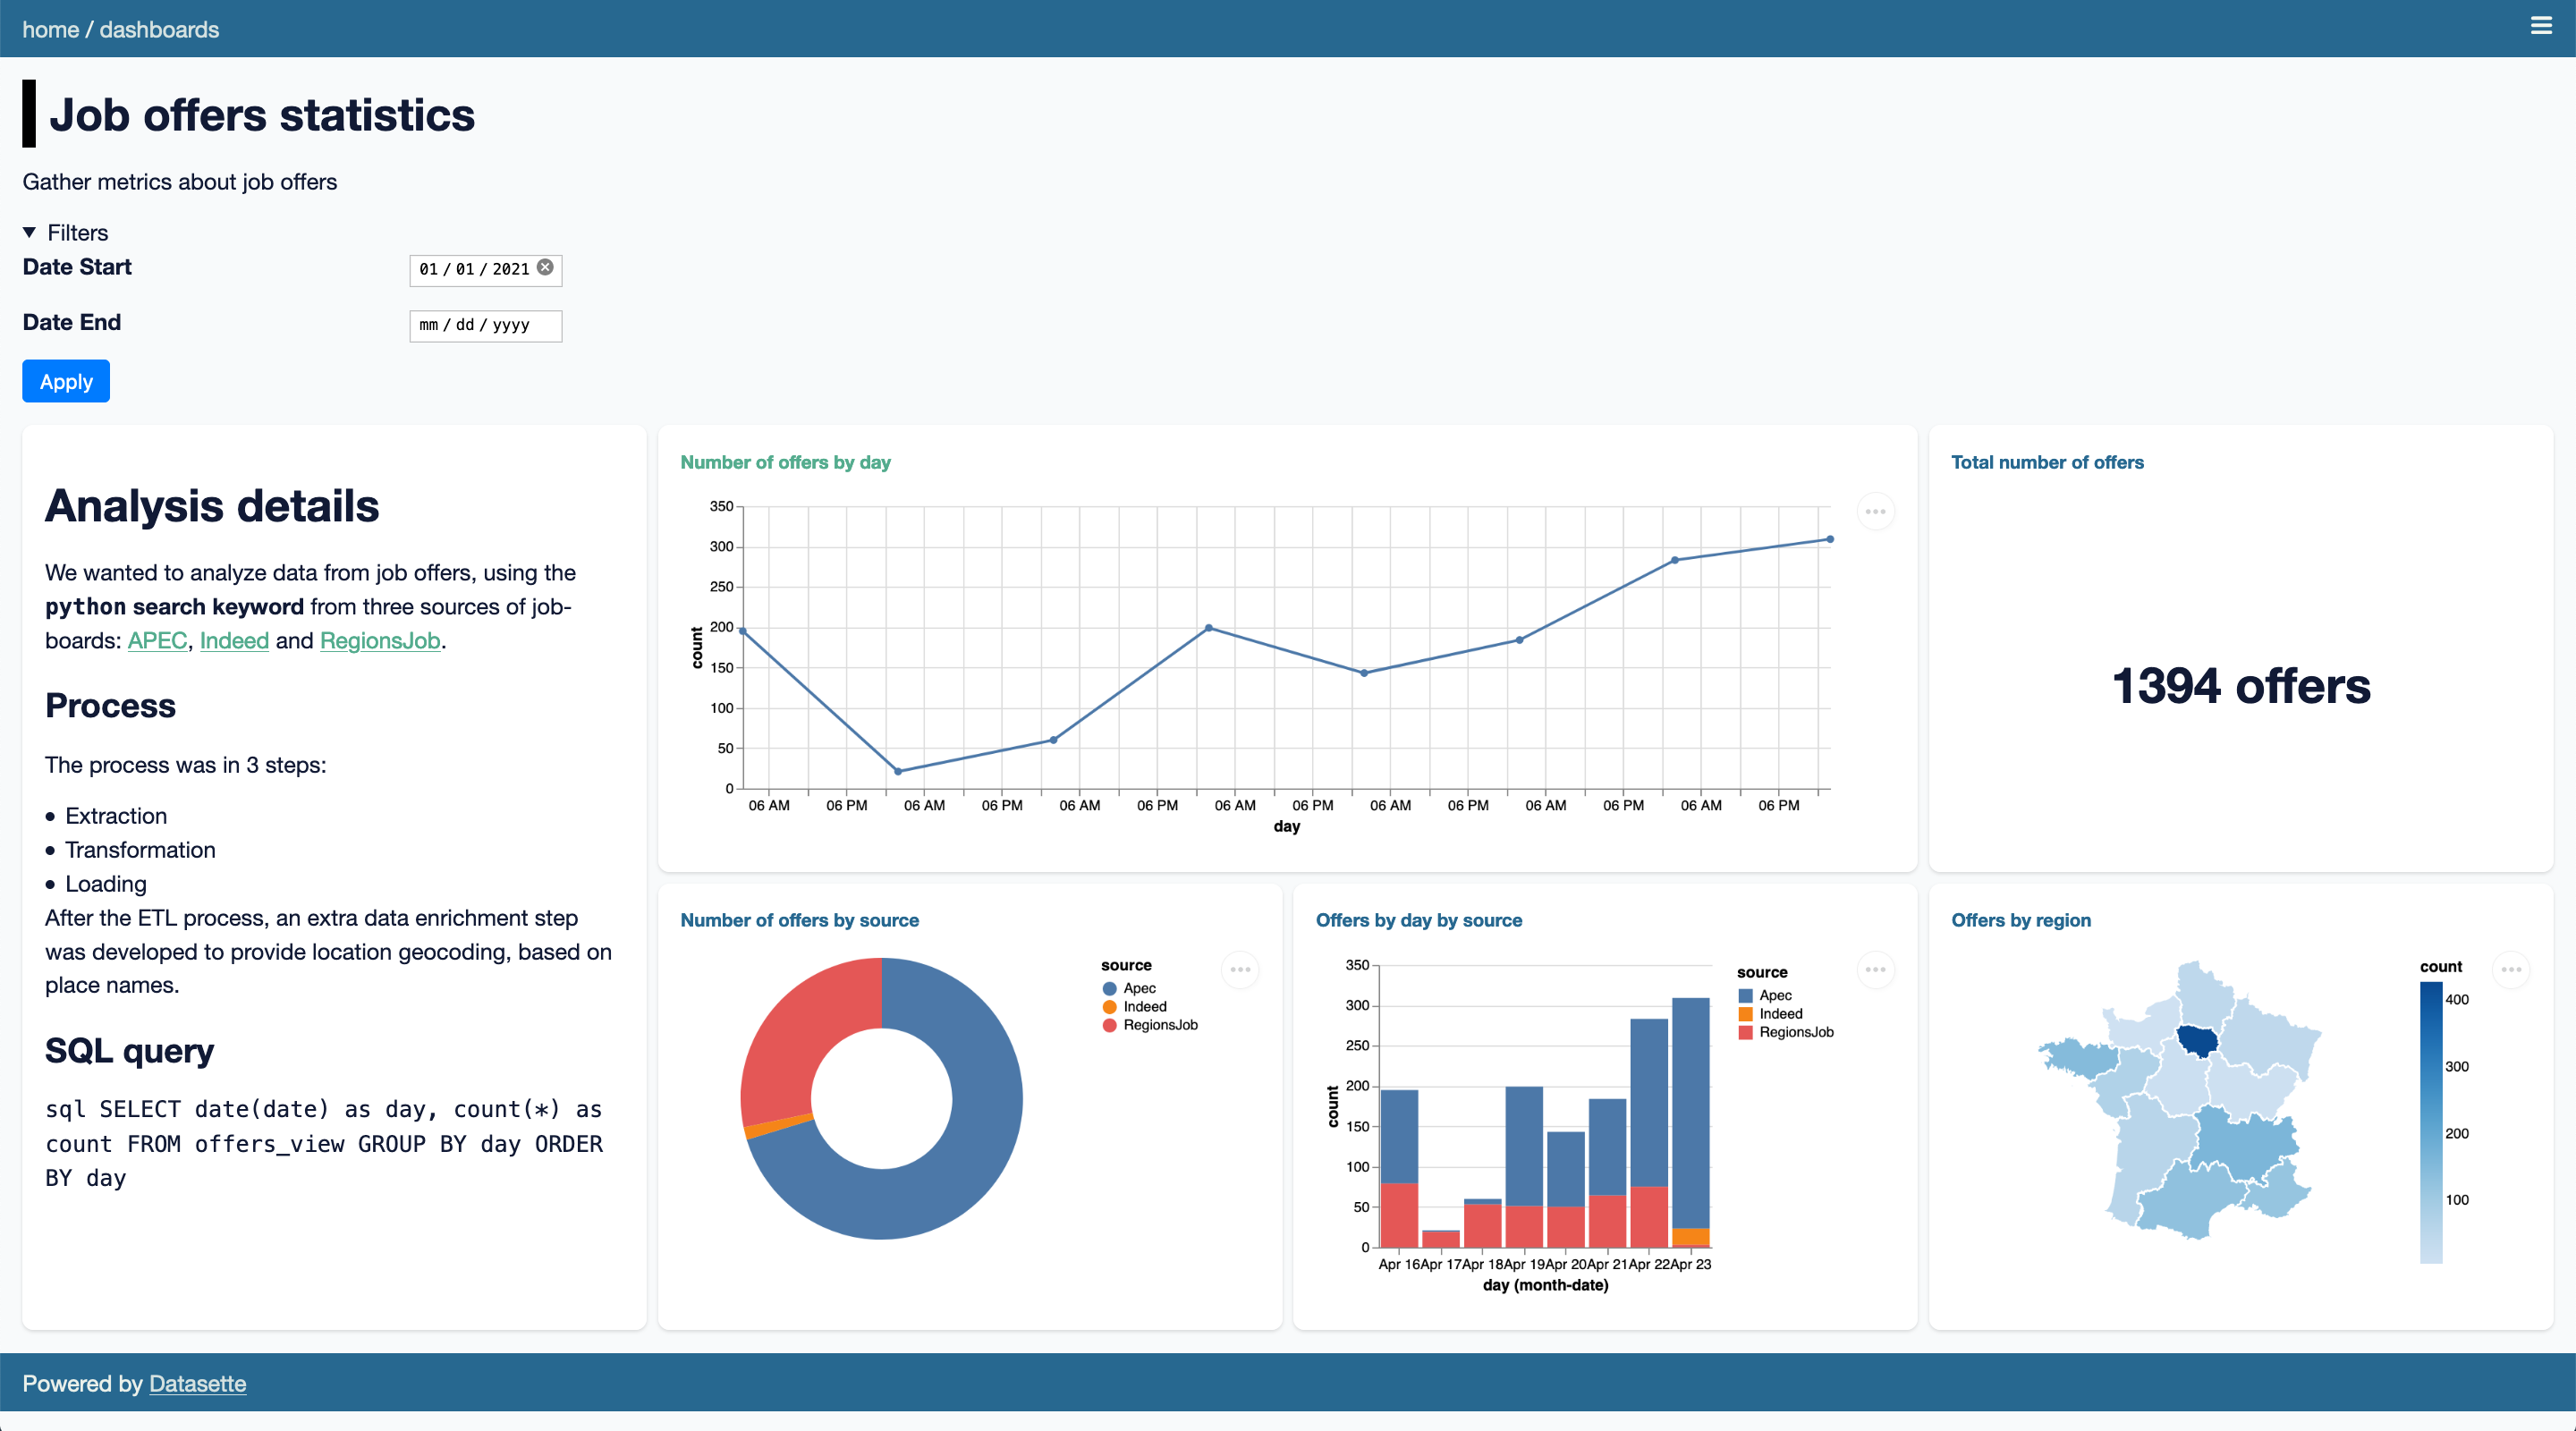 home / dashboards
Job offers statistics
Gather metrics about job offers
Filters
Date Start
01 / 01 / 2021
Date End
mm / dd / yyyy
Apply
Analysis details
We wanted to analyze data from job offers, using the
python search keyword from three sources of job-
boards: APEC, Indeed and RegionsJob.
Process
The process was in 3 steps:
• Extraction
• Transformation
• Loading
After the ETL process, an extra data enrichment step
was developed to provide location geocoding, based on
place names.
SQL query
sql SELECT date(date) as day, count(*) as
count FROM offers_view GROUP BY day ORDER
BY day
Number of offers by day
350
300
250
200
150
100
50
0
count
06 AM 06 PM 06 AM 06 PM 06 AM 06 PM 06 AM 06 PM 06 AM 06 PM 06 AM 06 PM 06 AM 06 PM
day
Total number of offers
1394 offers
Number of offers by source
source
Apec
Indeed
RegionsJob
Offers by day by source
350
300
250
200
150
100
50
0
count
Apr 16 Apr 17 Apr 18 Apr 19 Apr 20 Apr 21 Apr 22 Apr 23
day (month-date)
source
Apec
Indeed
RegionsJob
Offers by region
count
400
300
200
100
Powered by Datasette